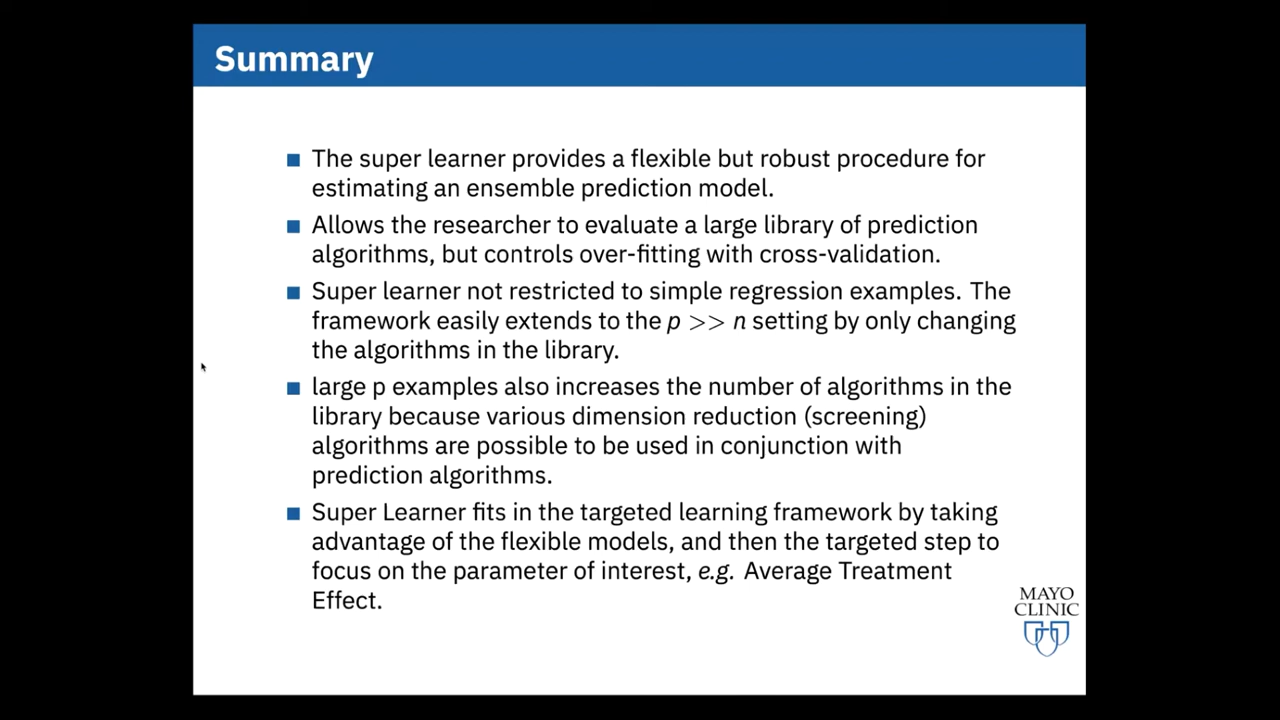 Summary
The super learner provides a flexible but robust procedure for
estimating an ensemble prediction model.
Allows the researcher to evaluate a large library of prediction
algorithms, but controls over-fitting with cross-validation.
Super learner not restricted to simple regression examples. The
framework easily extends to the p >> n setting by only changing
the algorithms in the library.
large p examples also increases the number of algorithms in the
library because various dimension reduction (screening)
algorithms are possible to be used in conjunction with
prediction algorithms.
Super Learner fits in the targeted learning framework by taking
advantage of the flexible models, and then the targeted step to
focus on the parameter of interest, e.g. Average Treatment
Effect.
MAYO
CLINIC